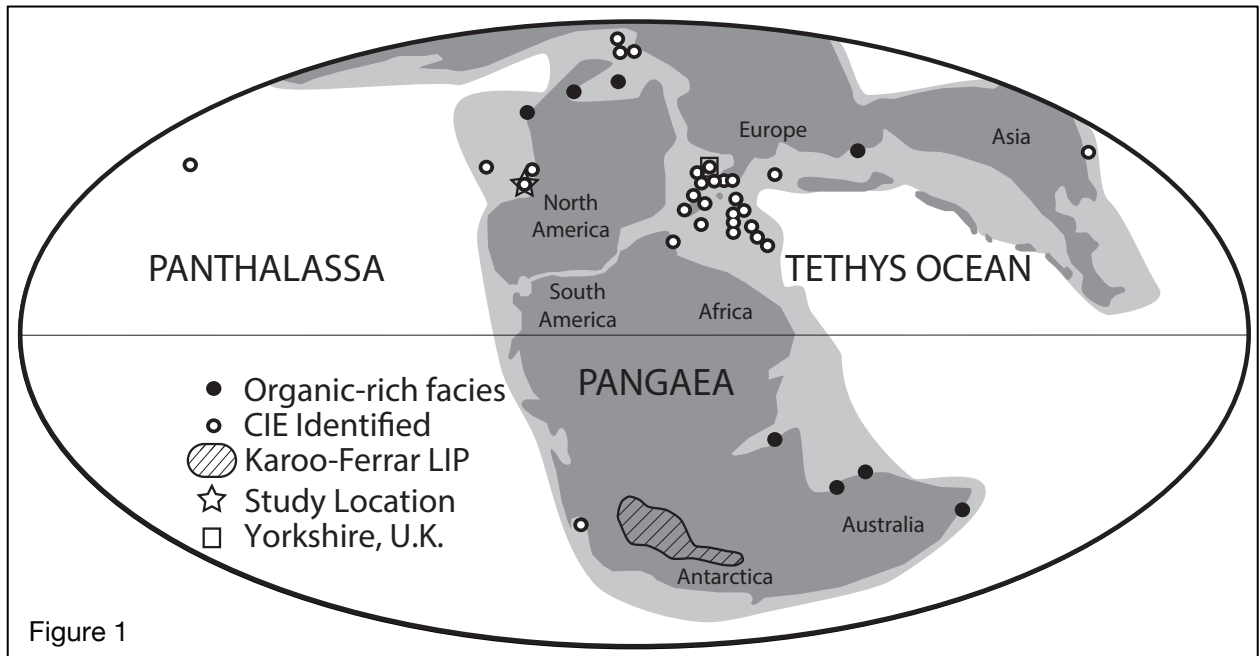 Europe
Asia
North
America
PANTHALASSA
TETHYS OCEAN
South
America
Africa
PANGAEA
Organic-rich facies
CIE Identified
Karoo-Ferrar LIP
Study Location
Yorkshire, U.K.
Australia
Antarctica
Figure 1